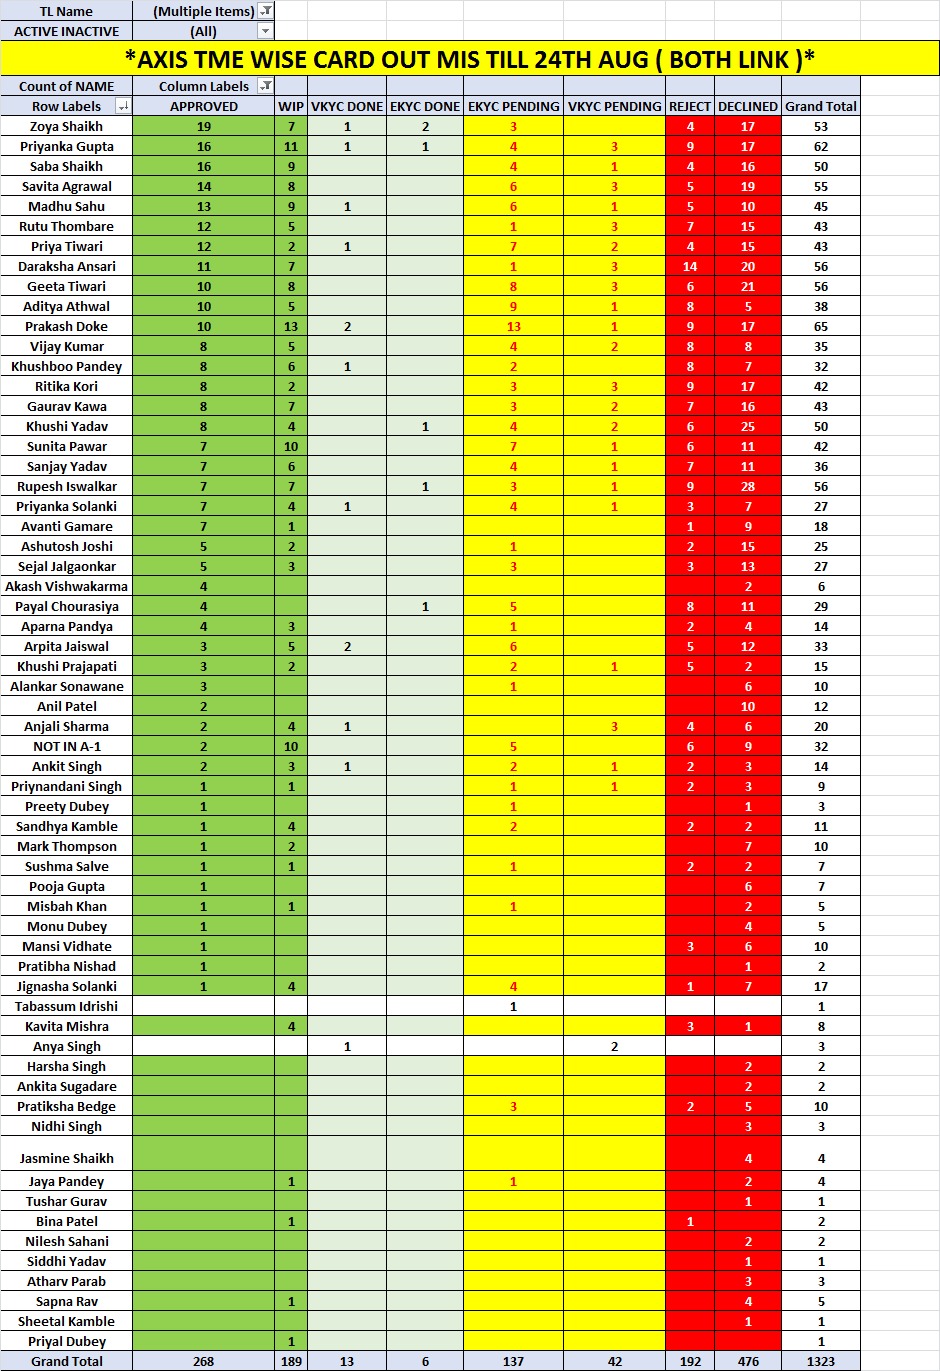 TL Name (Multiple Items)
ACTIVE INACTIVE (All)
*AXIS TME WISE CARD OUT MIS TILL 24TH AUG ( BOTH LINK )*
Count of NAME Column Labels
Row Labels APPROVED WIP VKYC DONE EKYC DONE EKYC PENDING VKYC PENDING REJECT DECLINED Grand Total
Zoya Shaikh 19 7 1 2 3 4 17 53
Priyanka Gupta 16 11 1 1 4 3 9 17 62
Saba Shaikh 16 9 4 1 4 16 50
Savita Agrawal 14 8 6 3 5 19 55
Madhu Sahu 13 9 1 6 1 5 10 45
Rutu Thombare 12 5 1 3 7 15 43
Priya Tiwari 12 2 1 7 2 4 15 43
Daraksha Ansari 11 7 1 3 14 20 56
Geeta Tiwari 10 8 8 3 6 21 56
Aditya Athwal 10 5 9 1 8 5 38
Prakash Doke 10 13 2 13 1 9 17 65
Vijay Kumar 8 5 4 2 8 8 35
Khushboo Pandey 8 6 1 2 8 7 32
Ritika Kori 8 2 3 3 9 17 42
Gaurav Kawa 8 7 3 2 7 16 43
Khushi Yadav 8 4 1 4 2 6 25 50
Sunita Pawar 7 10 7 1 6 11 42
Sanjay Yadav 7 6 4 1 7 11 36
Rupesh Iswalkar 7 7 1 3 1 9 28 56
Priyanka Solanki 7 4 1 4 1 3 7 27
Avanti Gamare 7 1 1 9 18
Ashutosh Joshi 5 2 1 2 15 25
Sejal Jalgaonkar 5 3 3 3 13 27
Akash Vishwakarma 4 2 6
Payal Chourasiya 4 1 5 8 11 29
Aparna Pandya 4 3 1 2 4 14
Arpita Jaiswal 3 5 2 6 5 12 33
Khushi Prajapati 3 2 2 1 5 2 15
Alankar Sonawane 3 1 6 10
Anil Patel 2 10 12
Anjali Sharma 2 4 1 3 4 6 20
NOT IN A-1 2 10 5 6 9 32
Ankit Singh 2 3 1 2 1 2 3 14
Priynandani Singh 1 1 1 1 2 3 9
Preety Dubey 1 1 1 3
Sandhya Kamble 1 4 2 2 2 11
Mark Thompson 1 2 7 10
Sushma Salve 1 1 1 2 2 7
Pooja Gupta 1 6 7
Misbah Khan 1 1 1 2 5
Monu Dubey 1 4 5
Mansi Vidhate 1 3 6 10
Pratibha Nishad 1 1 2
Jignasha Solanki 1 4 4 1 7 17
Tabassum Idrishi 1 1
Kavita Mishra 4 3 1 8
Anya Singh 1 2 3
Harsha Singh 2 2
Ankita Sugadare 2 2
Pratiksha Bedge 3 2 5 10
Nidhi Singh 3 3
Jasmine Shaikh 4 4
Jaya Pandey 1 1 2 4
Tushar Gurav 1 1
Bina Patel 1 1 2
Nilesh Sahani 2 2
Siddhi Yadav 1 1
Atharv Parab 3 3
Sapna Rav 1 4 5
Sheetal Kamble 1 1
Priyal Dubey 1 1
Grand Total 268 189 13 6 137 42 192 476 1323